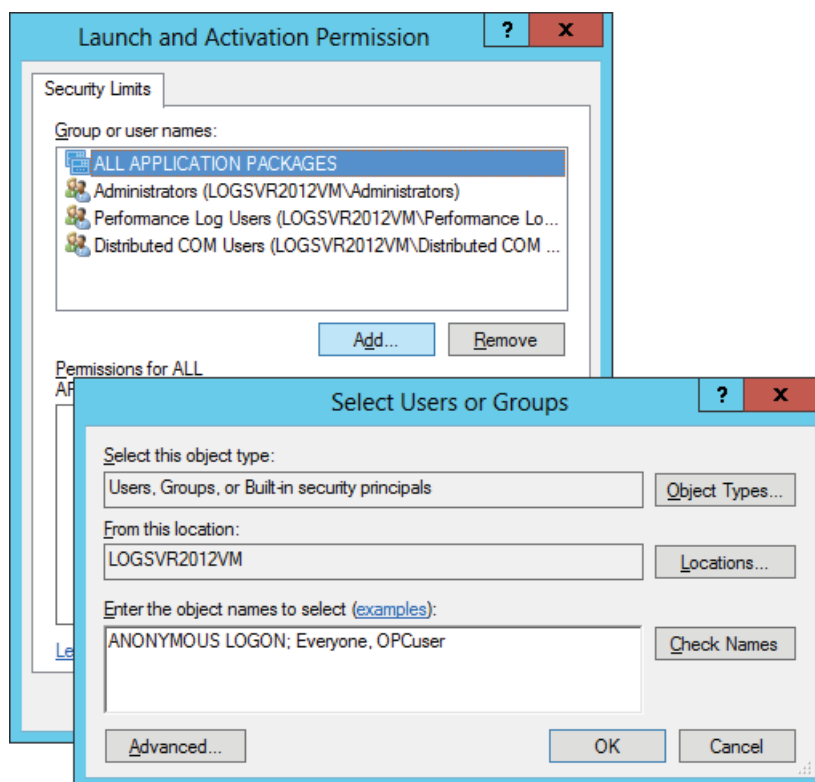 Launch and Activation Permission
? x
Security Limits
Group or user names:
ALL APPLICATION PACKAGES
Administrators (LOGSVR2012VM\Administrators)
Performance Log Users (LOGSVR2012VM\Performance Lo...
Distributed COM Users (LOGSVR2012VM\Distributed COM ...
Add... Remove
Permissions for ALL
Select Users or Groups
? x
Select this object type:
Users, Groups, or Built-in security principals
Object Types...
From this location:
LOGSVR2012VM
Locations...
Enter the object names to select (examples):
ANONYMOUS LOGON; Everyone, OPCuser
Check Names
Advanced... OK Cancel